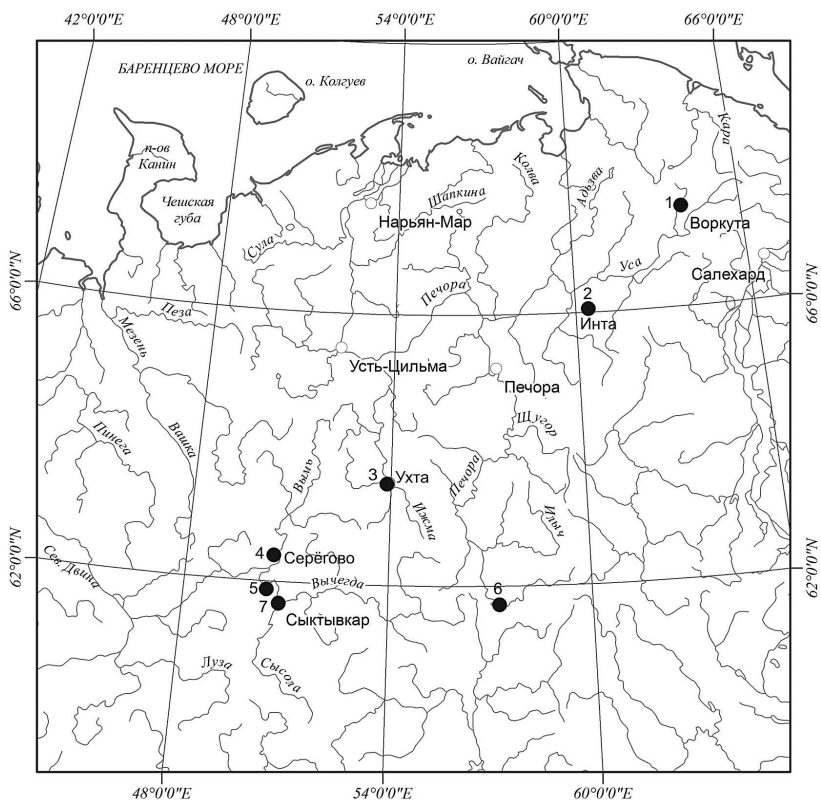 42°0'0"E 48°0'0"E 54°0'0"E 60°0'0"E 66°0'0"E
БАРЕНЦЕВО МОРЕ
о. Колгуев
о. Вайгач
п-ов
Канин
Чешская
губа
Кара
Колва
Адьзва
Шапкина
1
Воркута
Нарьян-Мар
Сула
Уса
Салехард
66°0'0"N
66°0'0"N
Печора
2
Инта
Пеза
Мезень
Усть-Цильма
Печора
Щугор
Пинега
Вашка
Вымь
3
Ухта
Печора
Ижма
Илыч
4
Серёгово
62°0'0"N
62°0'0"N
Сев. Двина
5
Вычегда
6
7
Сыктывкар
Луза
Сысола
48°0'0"E 54°0'0"E 60°0'0"E